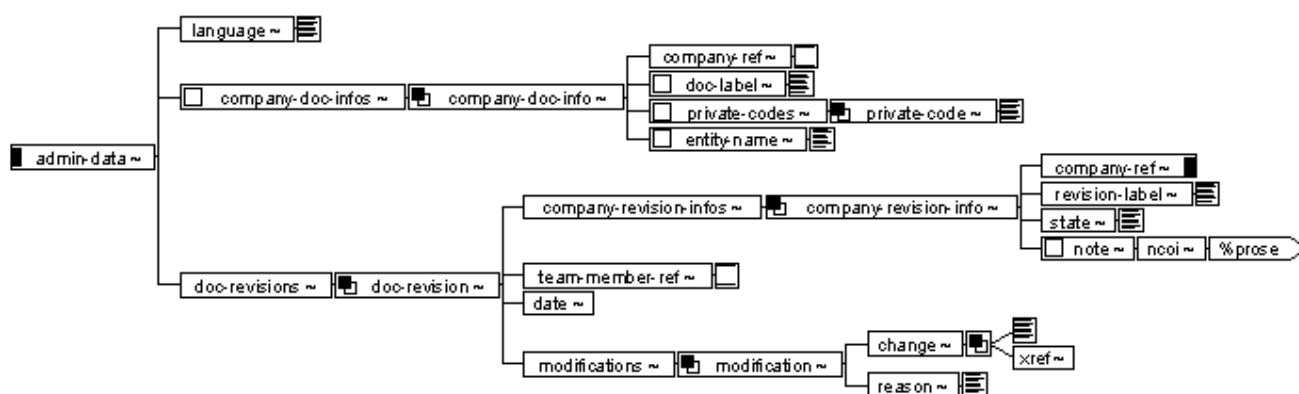 language ~
company-ref ~
doc-label ~
company-doc-infos ~ company-doc-info ~
private-codes ~ private-code ~
entity-name ~
admin-data ~
company-ref ~
revision-label ~
company-revision-infos ~ company-revision-info ~
state ~
note ~ ncoi ~ %prose
team-member-ref ~
doc-revisions ~ doc-revision ~
date ~
change ~
xref ~
modifications ~ modification ~
reason ~